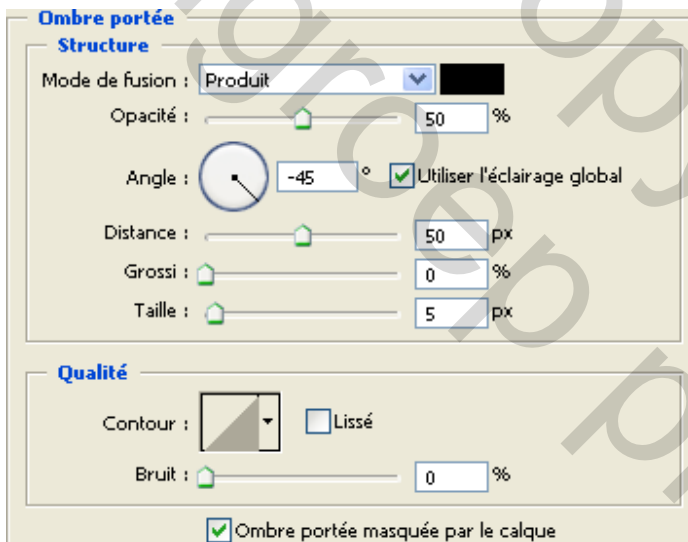 Ombre portée
Structure
Mode de fusion : Produit
Opacité : 50 %
Angle : -45 ° Utiliser l'éclairage global
Distance : 50 px
Grossi : 0 %
Taille : 5 px
Qualité
Contour : Lissé
Bruit : 0 %
Ombre portée masquée par le calque